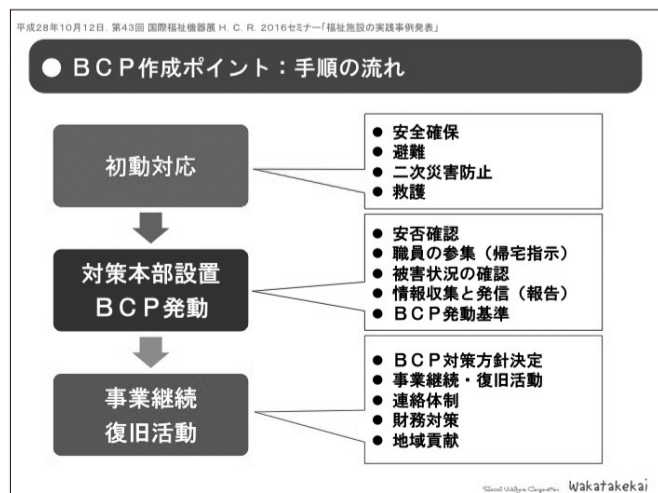 平成28年10月12日. 第43回 国際福祉機器展 H. C. R. 2016セミナー「福祉施設の実践事例発表」
● BCP作成ポイント：手順の流れ
初動対応
● 安全確保
● 避難
● 二次災害防止
● 救護
対策本部設置
BCP発動
● 安否確認
● 職員の参集（帰宅指示）
● 被害状況の確認
● 情報収集と発信（報告）
● BCP発動基準
事業継続
復旧活動
● BCP対策方針決定
● 事業継続・復旧活動
● 連絡体制
● 財務対策
● 地域貢献
Social Welfare Corporation Wakatakekai